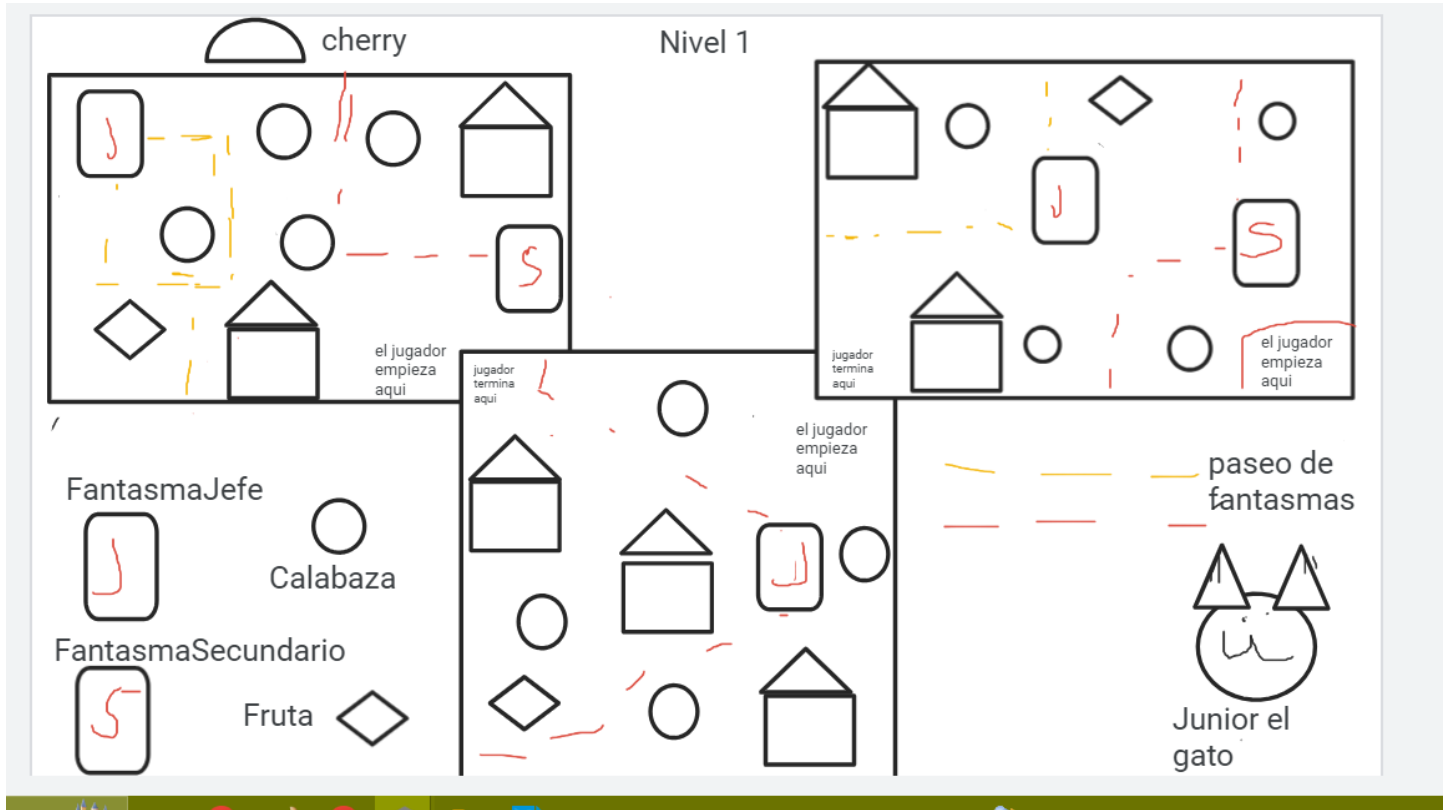 cherry
Nivel 1
J
S
el jugador
empieza
aqui
J
S
jugador
termina
aqui
el jugador
empieza
aqui
jugador
termina
aqui
el jugador
empieza
aqui
J
FantasmaJefe
J
Calabaza
FantasmaSecundario
S
Fruta
paseo de
fantasmas
Junior el
gato